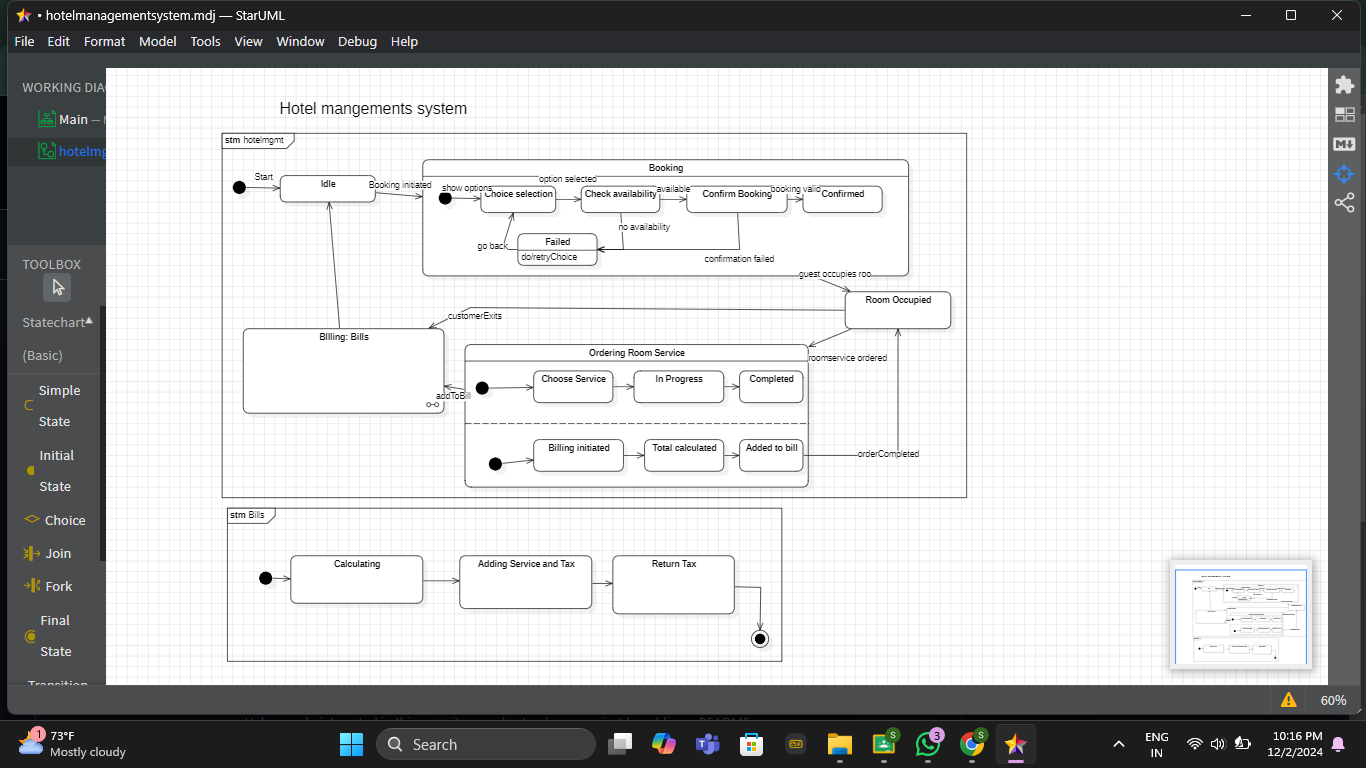 • hotelmanagementsystem.mdj — StarUML
File Edit Format Model Tools View Window Debug Help
WORKING DIA
Main —
hotelmg
TOOLBOX
Statechart
(Basic)
Simple
State
Initial
State
Choice
Join
Fork
Final
State
Transition
Hotel mangements system
stm hotelmgmt
Start
Idle
Booking initiated
Booking
show options
option selected
Choice selection
Check availability
available
Confirm Booking
booking valid
Confirmed
no availability
go back
Failed
do/retryChoice
confirmation failed
guest occupies roo
Room Occupied
customerExits
BIlling: Bills
Ordering Room Service
roomservice ordered
Choose Service
In Progress
Completed
addToBill
Billing initiated
Total calculated
Added to bill
orderCompleted
stm Bills
Calculating
Adding Service and Tax
Return Tax
60%
1
73°F
Mostly cloudy
Search
S
3
S
ENG
IN
10:16 PM
12/2/2024